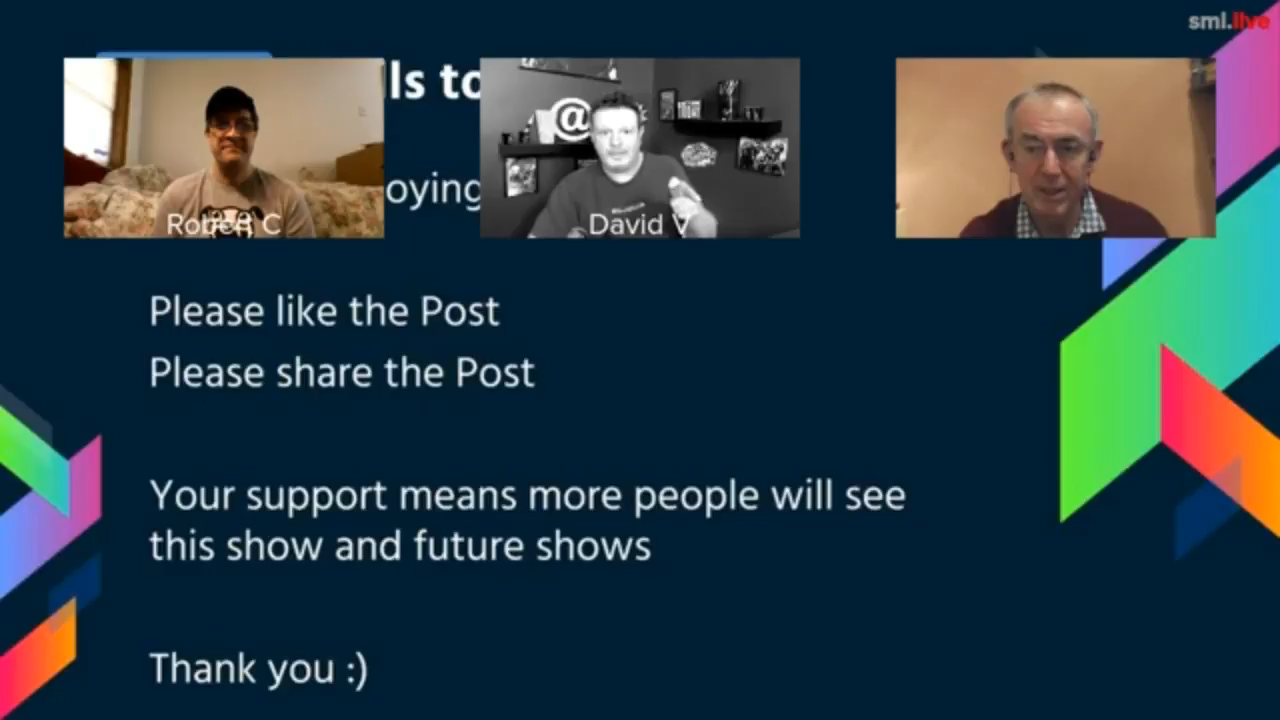 sml.live
ls to
oying
@
Robert C
David V
Please like the Post
Please share the Post
Your support means more people will see
this show and future shows
Thank you :)